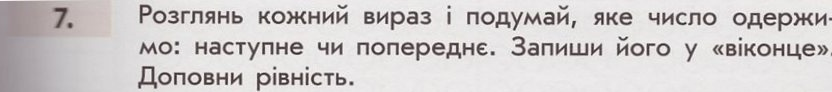 7. Розглянь кожний вираз і подумай, яке число одержи-
мо: наступне чи попереднє. Запиши його у «віконце».
Доповни рівність.